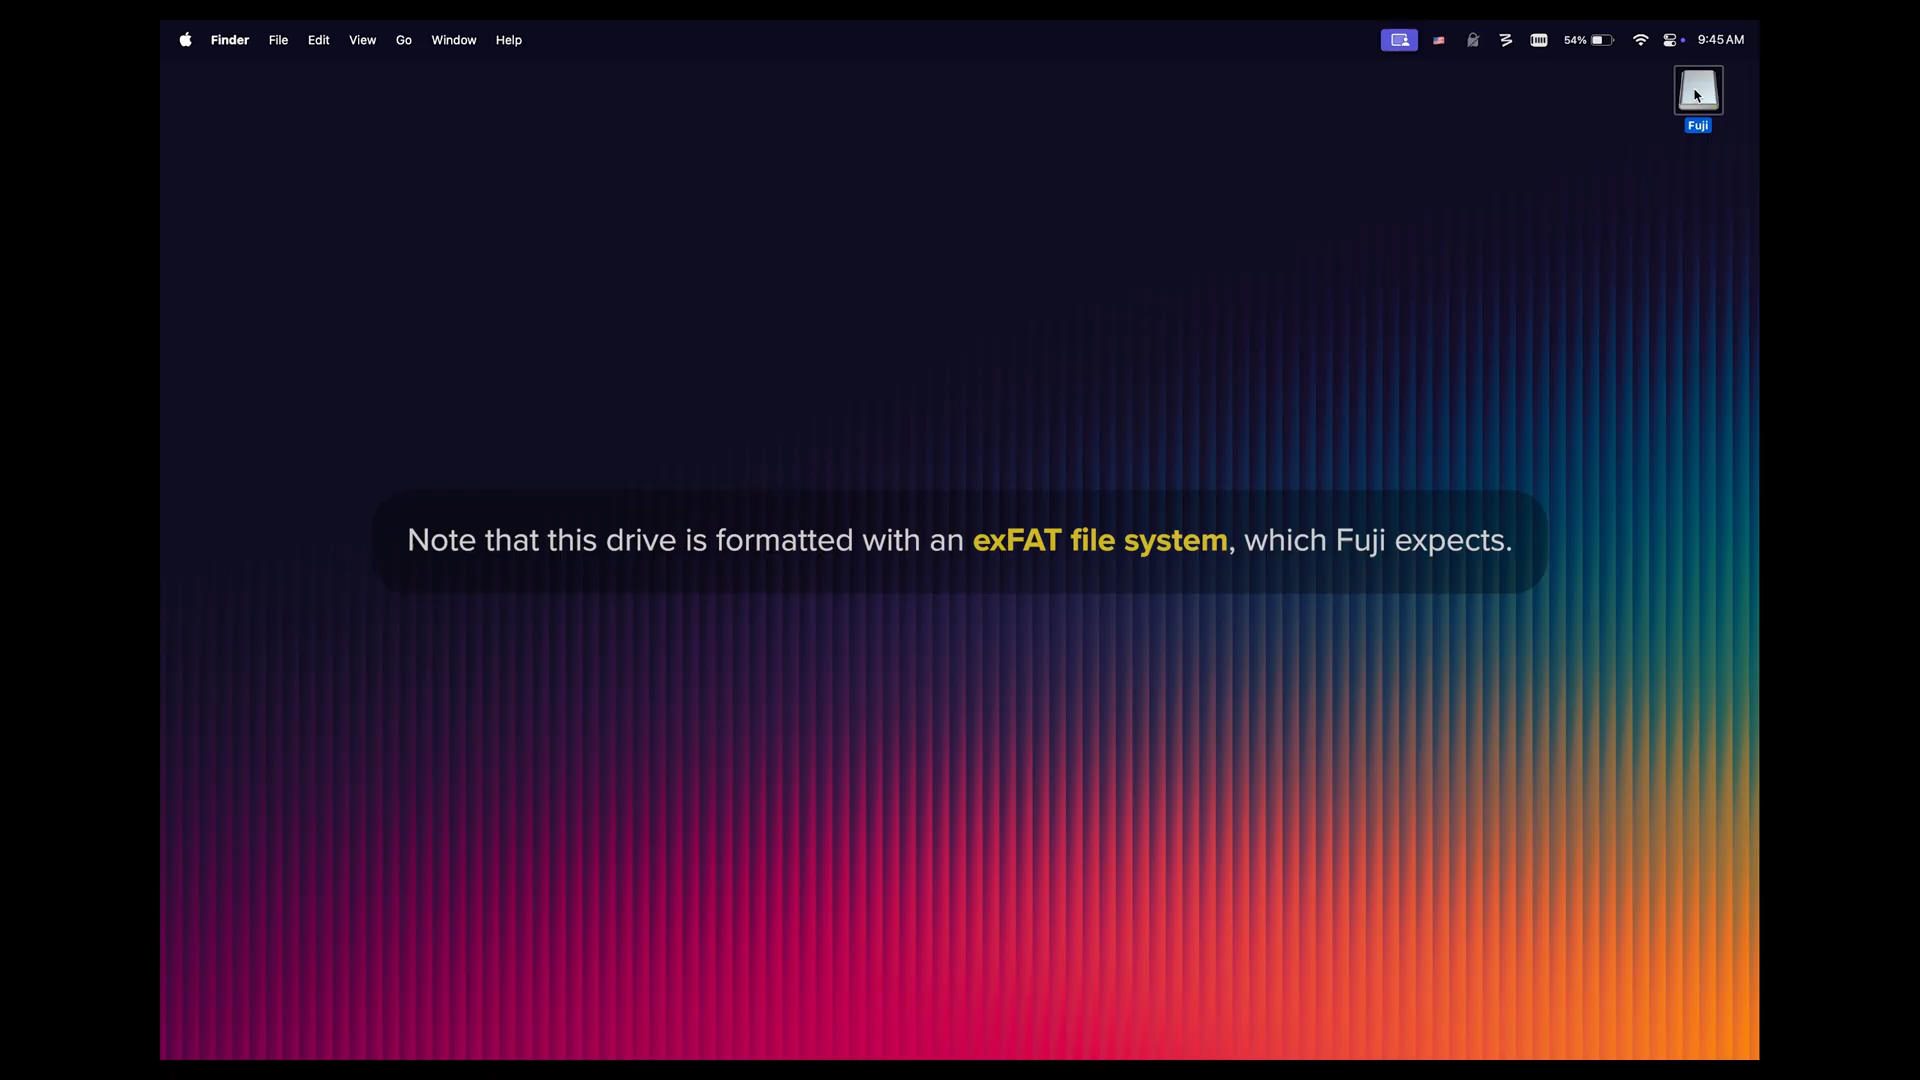 Finder File Edit View Go Window Help 54% 9:45 AM
Fuji
Note that this drive is formatted with an exFAT file system, which Fuji expects.